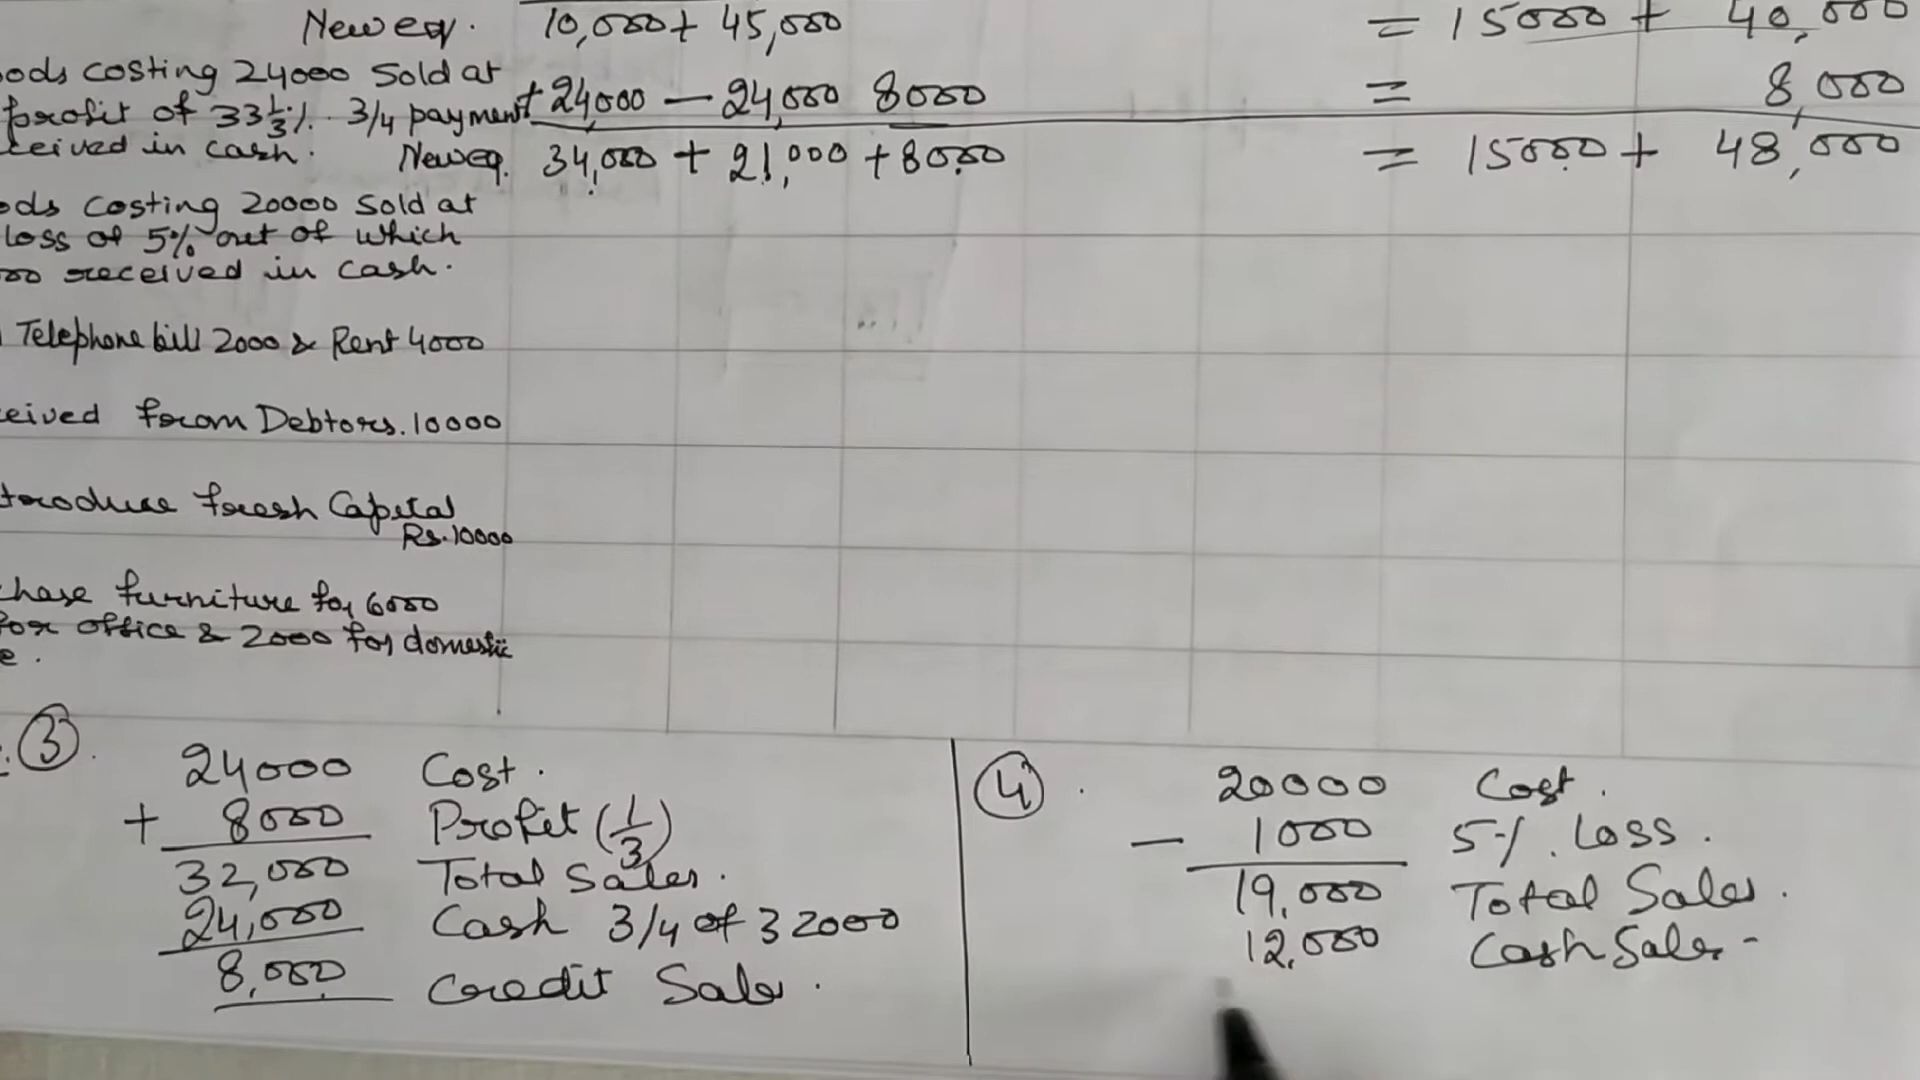 New eq. 10,000 + 45,000 = 15000 + 40,000
ods costing 24000 sold at
profit of 33 1/3 %. 3/4 payment + 24,000 — 24,000 8000 = 8,000
ceived in cash. New eq. 34,000 + 21,000 + 8000 = 15000 + 48,000
ods costing 20000 sold at
loss of 5% out of which
00 received in cash.
Telephone bill 2000 & Rent 4000
ceived from Debtors. 10000
troduce fresh Capital
Rs. 10000
chase furniture for 6000
for office & 2000 for domestic
e.
3
24000 Cost.
+ 8000 Profit (1/3)
32,000 Total Sales.
24,000 Cash 3/4 of 32000
8,000 Credit Sales.
4
20000 Cost.
— 1000 5% Loss.
19,000 Total Sales.
12,000 Cash Sales -